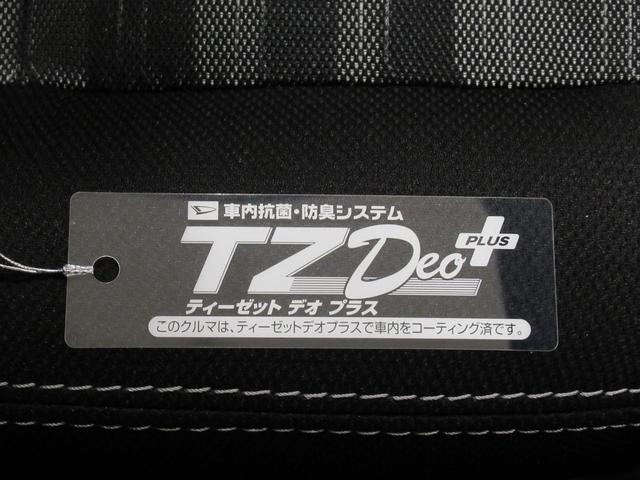 車内抗菌・防臭システム
TZ Deo PLUS
ティーゼット デオ プラス
このクルマは、ティーゼットデオプラスで車内をコーティング済です。